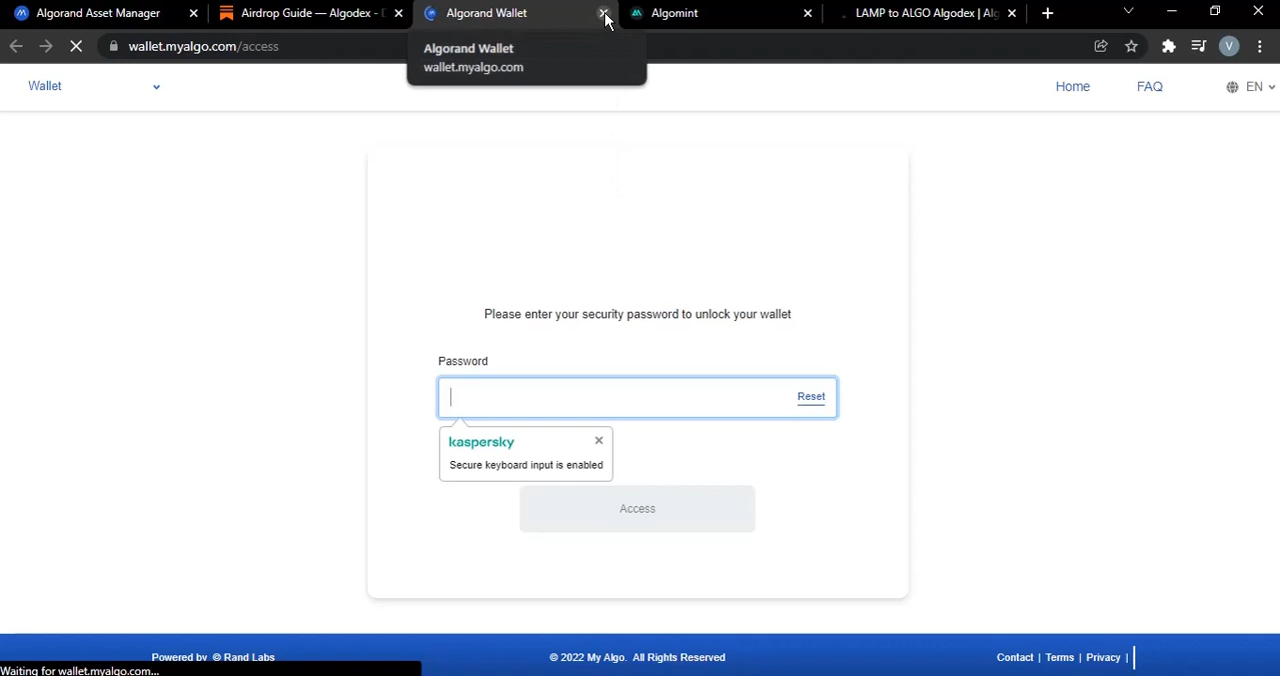 Algorand Asset Manager
Airdrop Guide — Algodex - D
Algorand Wallet
Algomint
LAMP to ALGO Algodex | Alg
wallet.myalgo.com/access
V
Algorand Wallet
wallet.myalgo.com
Wallet
Home
FAQ
EN
Please enter your security password to unlock your wallet
Password
Reset
kaspersky
Secure keyboard input is enabled
Access
Powered by © Rand Labs
© 2022 My Algo. All Rights Reserved
Contact | Terms | Privacy |
Waiting for wallet.myalgo.com...